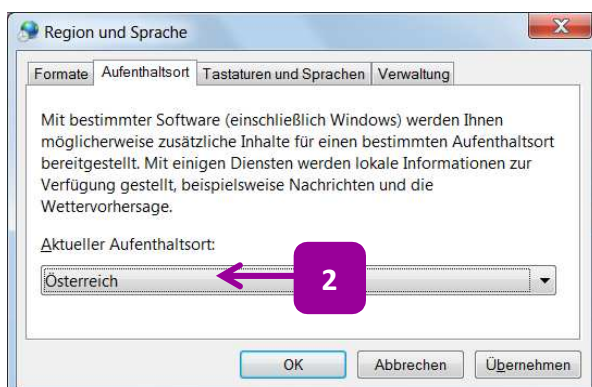 Region und Sprache
Formate Aufenthaltsort Tastaturen und Sprachen Verwaltung
Mit bestimmter Software (einschließlich Windows) werden Ihnen
möglicherweise zusätzliche Inhalte für einen bestimmten Aufenthaltsort
bereitgestellt. Mit einigen Diensten werden lokale Informationen zur
Verfügung gestellt, beispielsweise Nachrichten und die
Wettervorhersage.
Aktueller Aufenthaltsort:
Österreich
2
OK Abbrechen Übernehmen